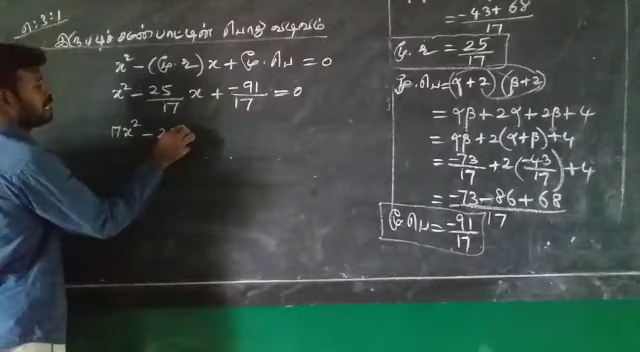 எ.3.1
இருபடிச் சமன்பாட்டின் பொது வடிவம்
x² - (மூ.கூ) x + மூ.பெ = 0
x² - 25/17 x + -91/17 = 0
17x² - 2
= -43 + 68 / 17
மூ.கூ = 25/17
மூ.பெ = (α+2) (β+2)
= αβ + 2α + 2β + 4
= αβ + 2(α+β) + 4
= -73/17 + 2(-43/17) + 4
= -73 - 86 + 68 / 17
மூ.பெ = -91/17